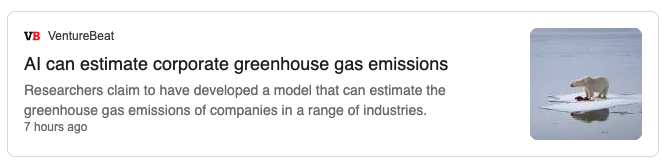 VB VentureBeat
AI can estimate corporate greenhouse gas emissions
Researchers claim to have developed a model that can estimate the
greenhouse gas emissions of companies in a range of industries.
7 hours ago